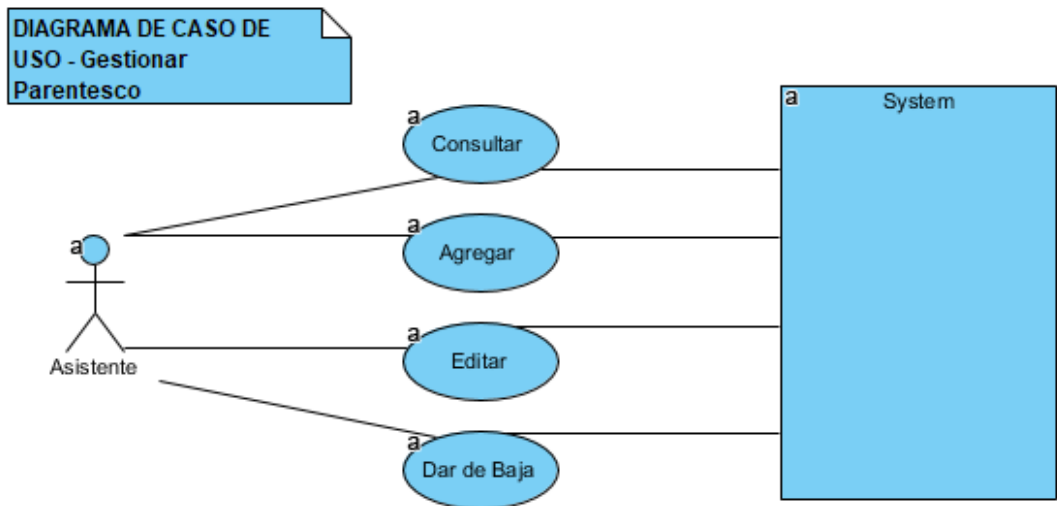 DIAGRAMA DE CASO DE
USO - Gestionar
Parentesco
a
System
a
Consultar
a
Agregar
a
Asistente
a
Editar
a
Dar de Baja